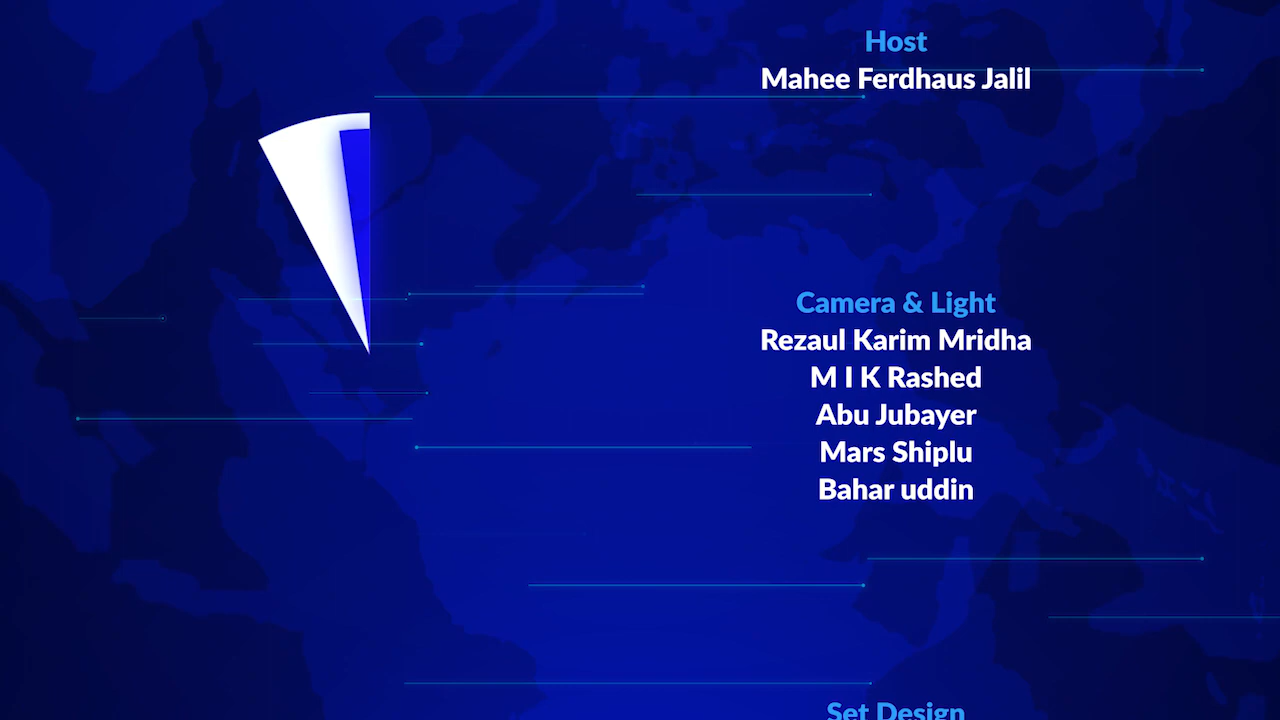 Host
Mahee Ferdhaus Jalil
Camera & Light
Rezaul Karim Mridha
M I K Rashed
Abu Jubayer
Mars Shiplu
Bahar uddin
Set Design